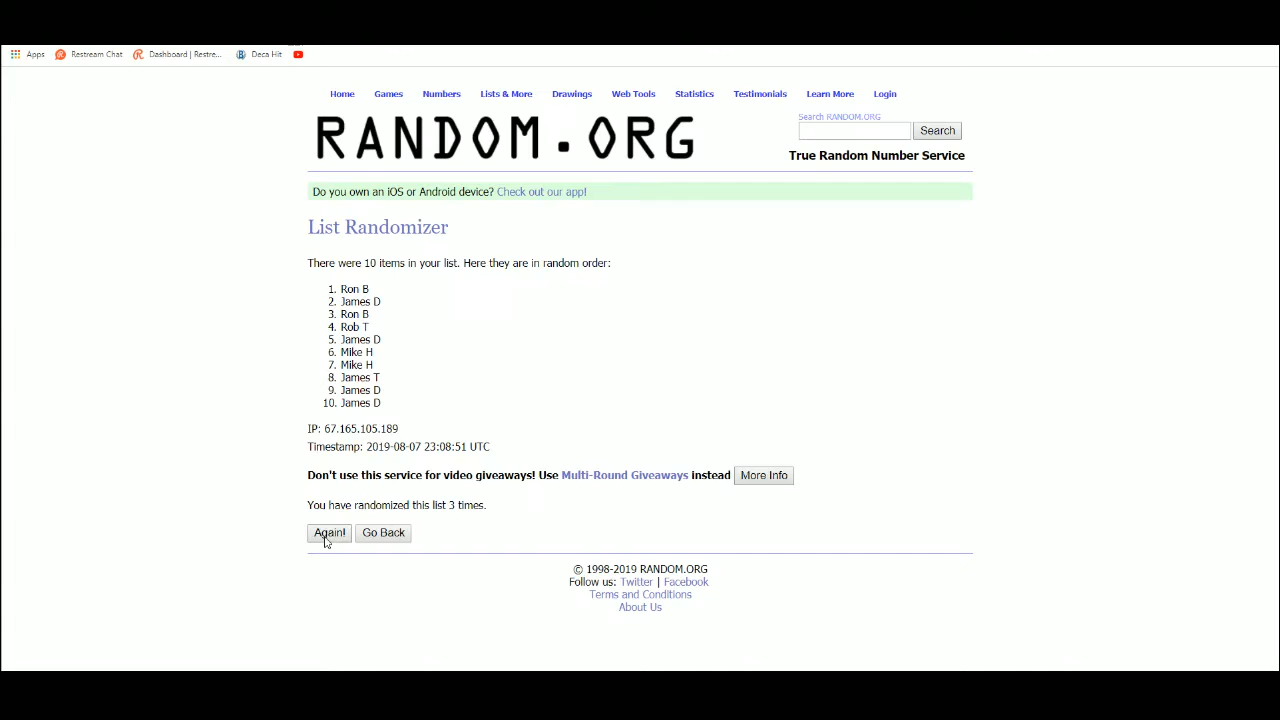 Apps Restream Chat Dashboard | Restre... Deca Hit
Home Games Numbers Lists & More Drawings Web Tools Statistics Testimonials Learn More Login
RANDOM.ORG
Search RANDOM.ORG
Search
True Random Number Service
Do you own an iOS or Android device? Check out our app!
List Randomizer
There were 10 items in your list. Here they are in random order:
1. Ron B
2. James D
3. Ron B
4. Rob T
5. James D
6. Mike H
7. Mike H
8. James T
9. James D
10. James D
IP: 67.165.105.189
Timestamp: 2019-08-07 23:08:51 UTC
Don't use this service for video giveaways! Use Multi-Round Giveaways instead More Info
You have randomized this list 3 times.
Again! Go Back
© 1998-2019 RANDOM.ORG
Follow us: Twitter | Facebook
Terms and Conditions
About Us